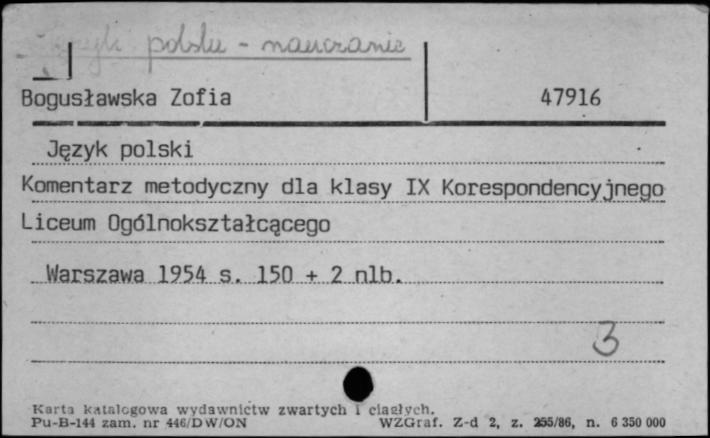 Język polski - nauczanie
Bogusławska Zofia 47916
Język polski
Komentarz metodyczny dla klasy IX Korespondencyjnego
Liceum Ogólnokształcącego
Warszawa 1954 s. 150 + 2 nlb.
3
Karta katalogowa wydawnictw zwartych i ciągłych.
Pu-B-144 zam. nr 446/DW/ON WZGraf. Z-d 2, z. 255/86, n. 6 350 000